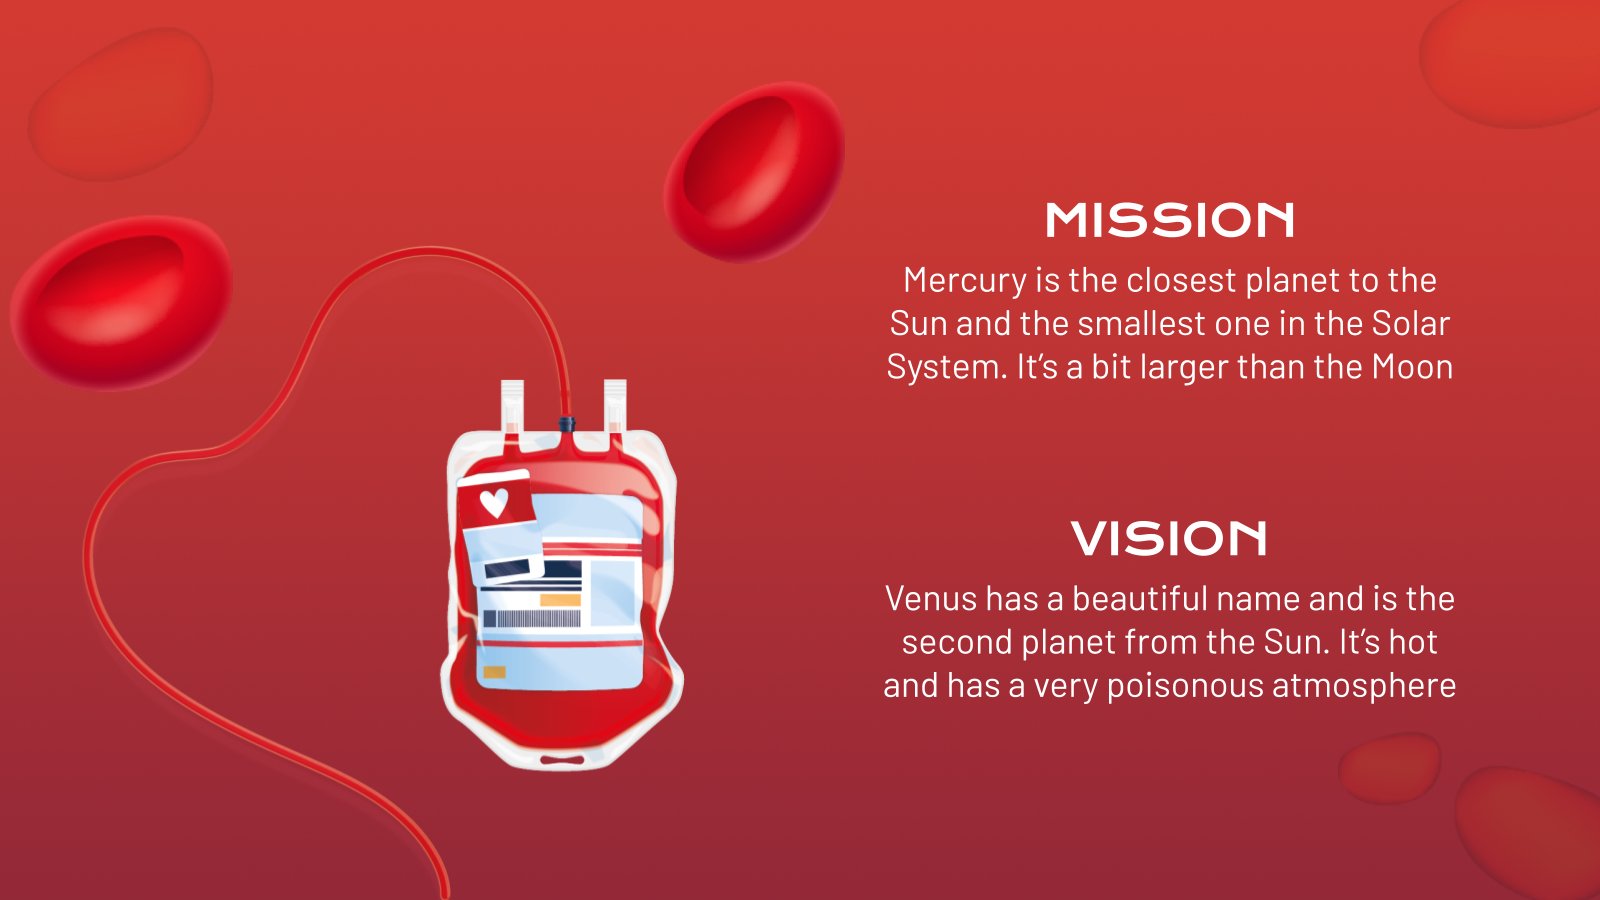 MISSION
Mercury is the closest planet to the
Sun and the smallest one in the Solar
System. It’s a bit larger than the Moon
VISION
Venus has a beautiful name and is the
second planet from the Sun. It’s hot
and has a very poisonous atmosphere